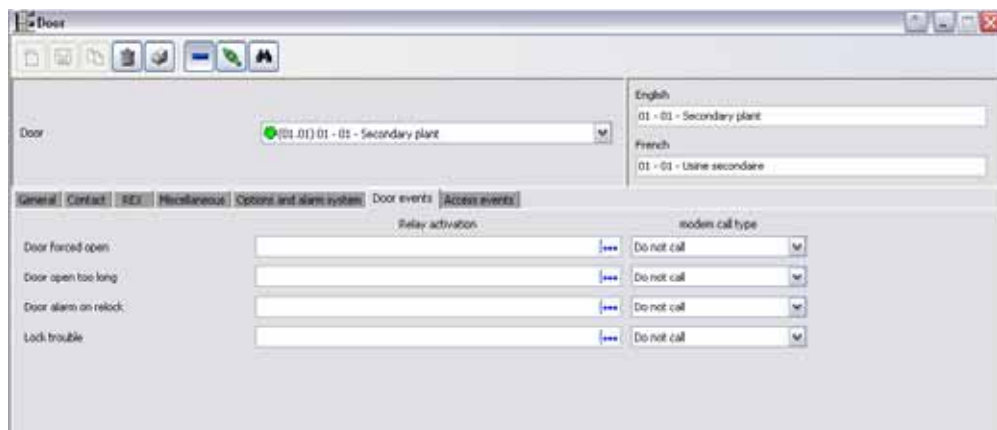 Door
English
01 - 01 - Secondary plant
Door
(01.01) 01 - 01 - Secondary plant
French
01 - 01 - Usine secondaire
General Contact REX Miscellaneous Options and alarm system Door events Access events
Relay activation modem call type
Door forced open Do not call
Door open too long Do not call
Door alarm on relock Do not call
Lock trouble Do not call